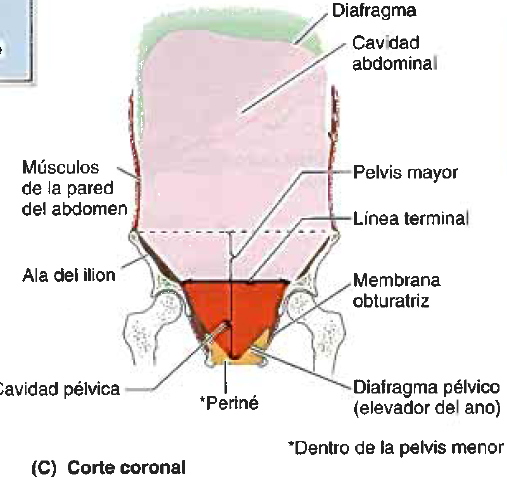 Diafragma
Cavidad
abdominal
Músculos
de la pared
del abdomen
Pelvis mayor
Línea terminal
Ala del ilion
Membrana
obturatriz
Cavidad pélvica
*Periné
Diafragma pélvico
(elevador del ano)
*Dentro de la pelvis menor
(C) Corte coronal